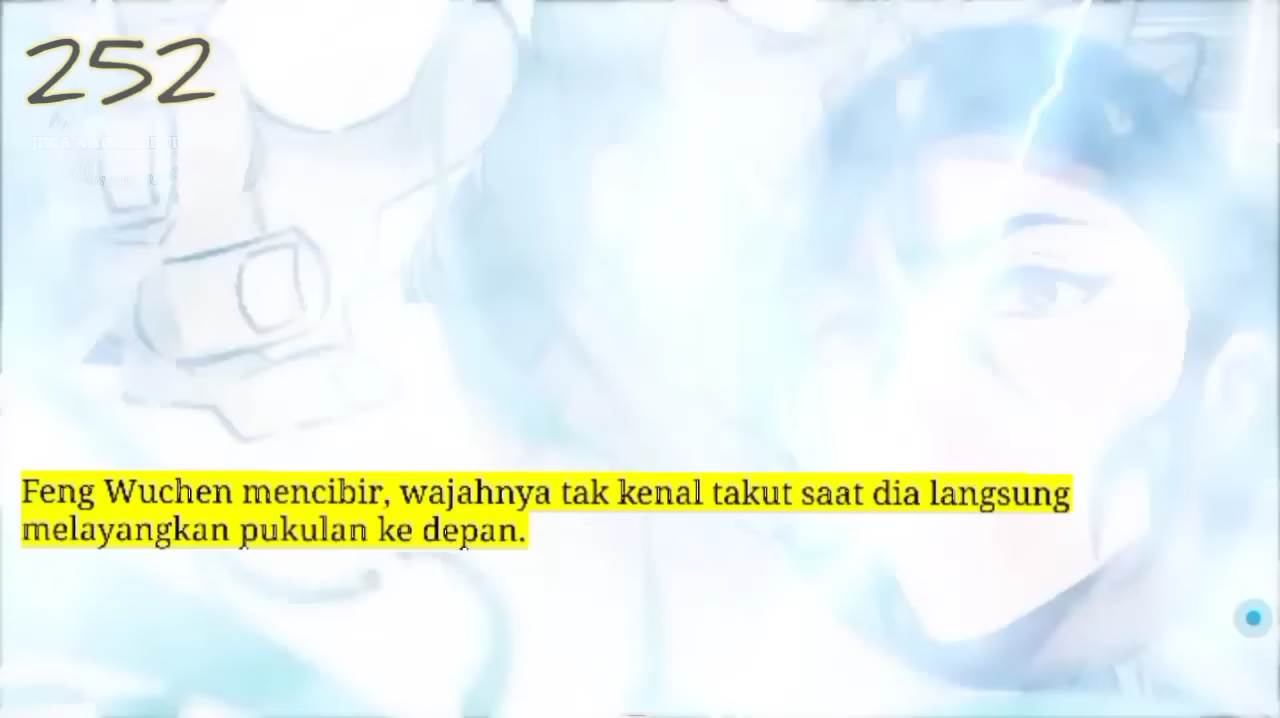 252
Feng Wuchen mencibir, wajahnya tak kenal takut saat dia langsung
melayangkan pukulan ke depan.